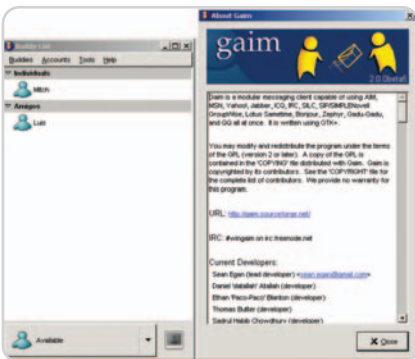 Buddy List
Buddies Accounts Tools Help
Individuals
Mitch
Amigos
Luis
Available
About Gaim
gaim
2.0.0beta5
Gaim is a modular messaging client capable of using AIM,
MSN, Yahoo!, Jabber, ICQ, IRC, SILC, SIP/SIMPLE, Novell
GroupWise, Lotus Sametime, Bonjour, Zephyr, Gadu-Gadu,
and QQ all at once. It is written using GTK+.
You may modify and redistribute the program under the terms
of the GPL (version 2 or later). A copy of the GPL is
contained in the 'COPYING' file distributed with Gaim. Gaim is
copyrighted by its contributors. See the 'COPYRIGHT' file for
the complete list of contributors. We provide no warranty for
this program.
URL: http://gaim.sourceforge.net/
IRC: #wingaim on irc.freenode.net
Current Developers:
Sean Egan (lead developer) <sean.egan@gmail.com>
Daniel 'datallah' Atallah (developer)
Ethan 'Paco-Paco' Blanton (developer)
Thomas Butter (developer)
Sadrul Habib Chowdhury (developer)
Close